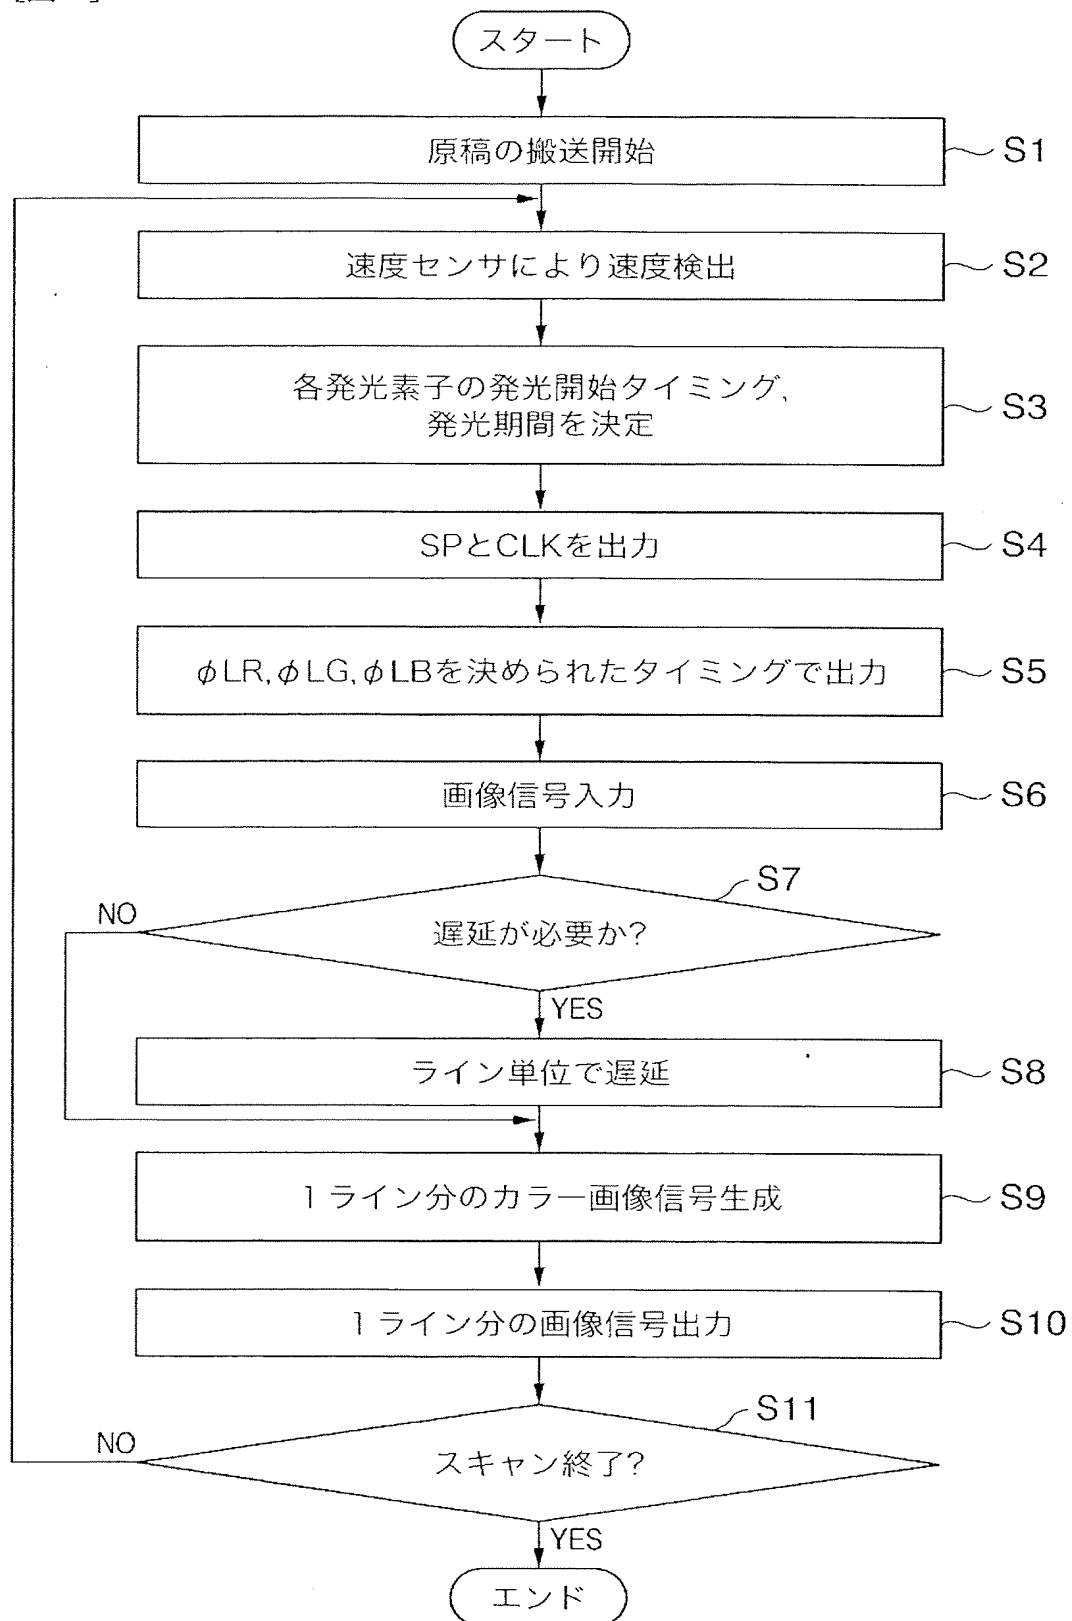 スタート
原稿の搬送開始
S1
速度センサにより速度検出
S2
各発光素子の発光開始タイミング,
発光期間を決定
S3
SPとCLKを出力
S4
φLR,φLG,φLBを決められたタイミングで出力
S5
画像信号入力
S6
S7
NO
遅延が必要か?
YES
ライン単位で遅延
S8
1ライン分のカラー画像信号生成
S9
1ライン分の画像信号出力
S10
S11
NO
スキャン終了?
YES
エンド